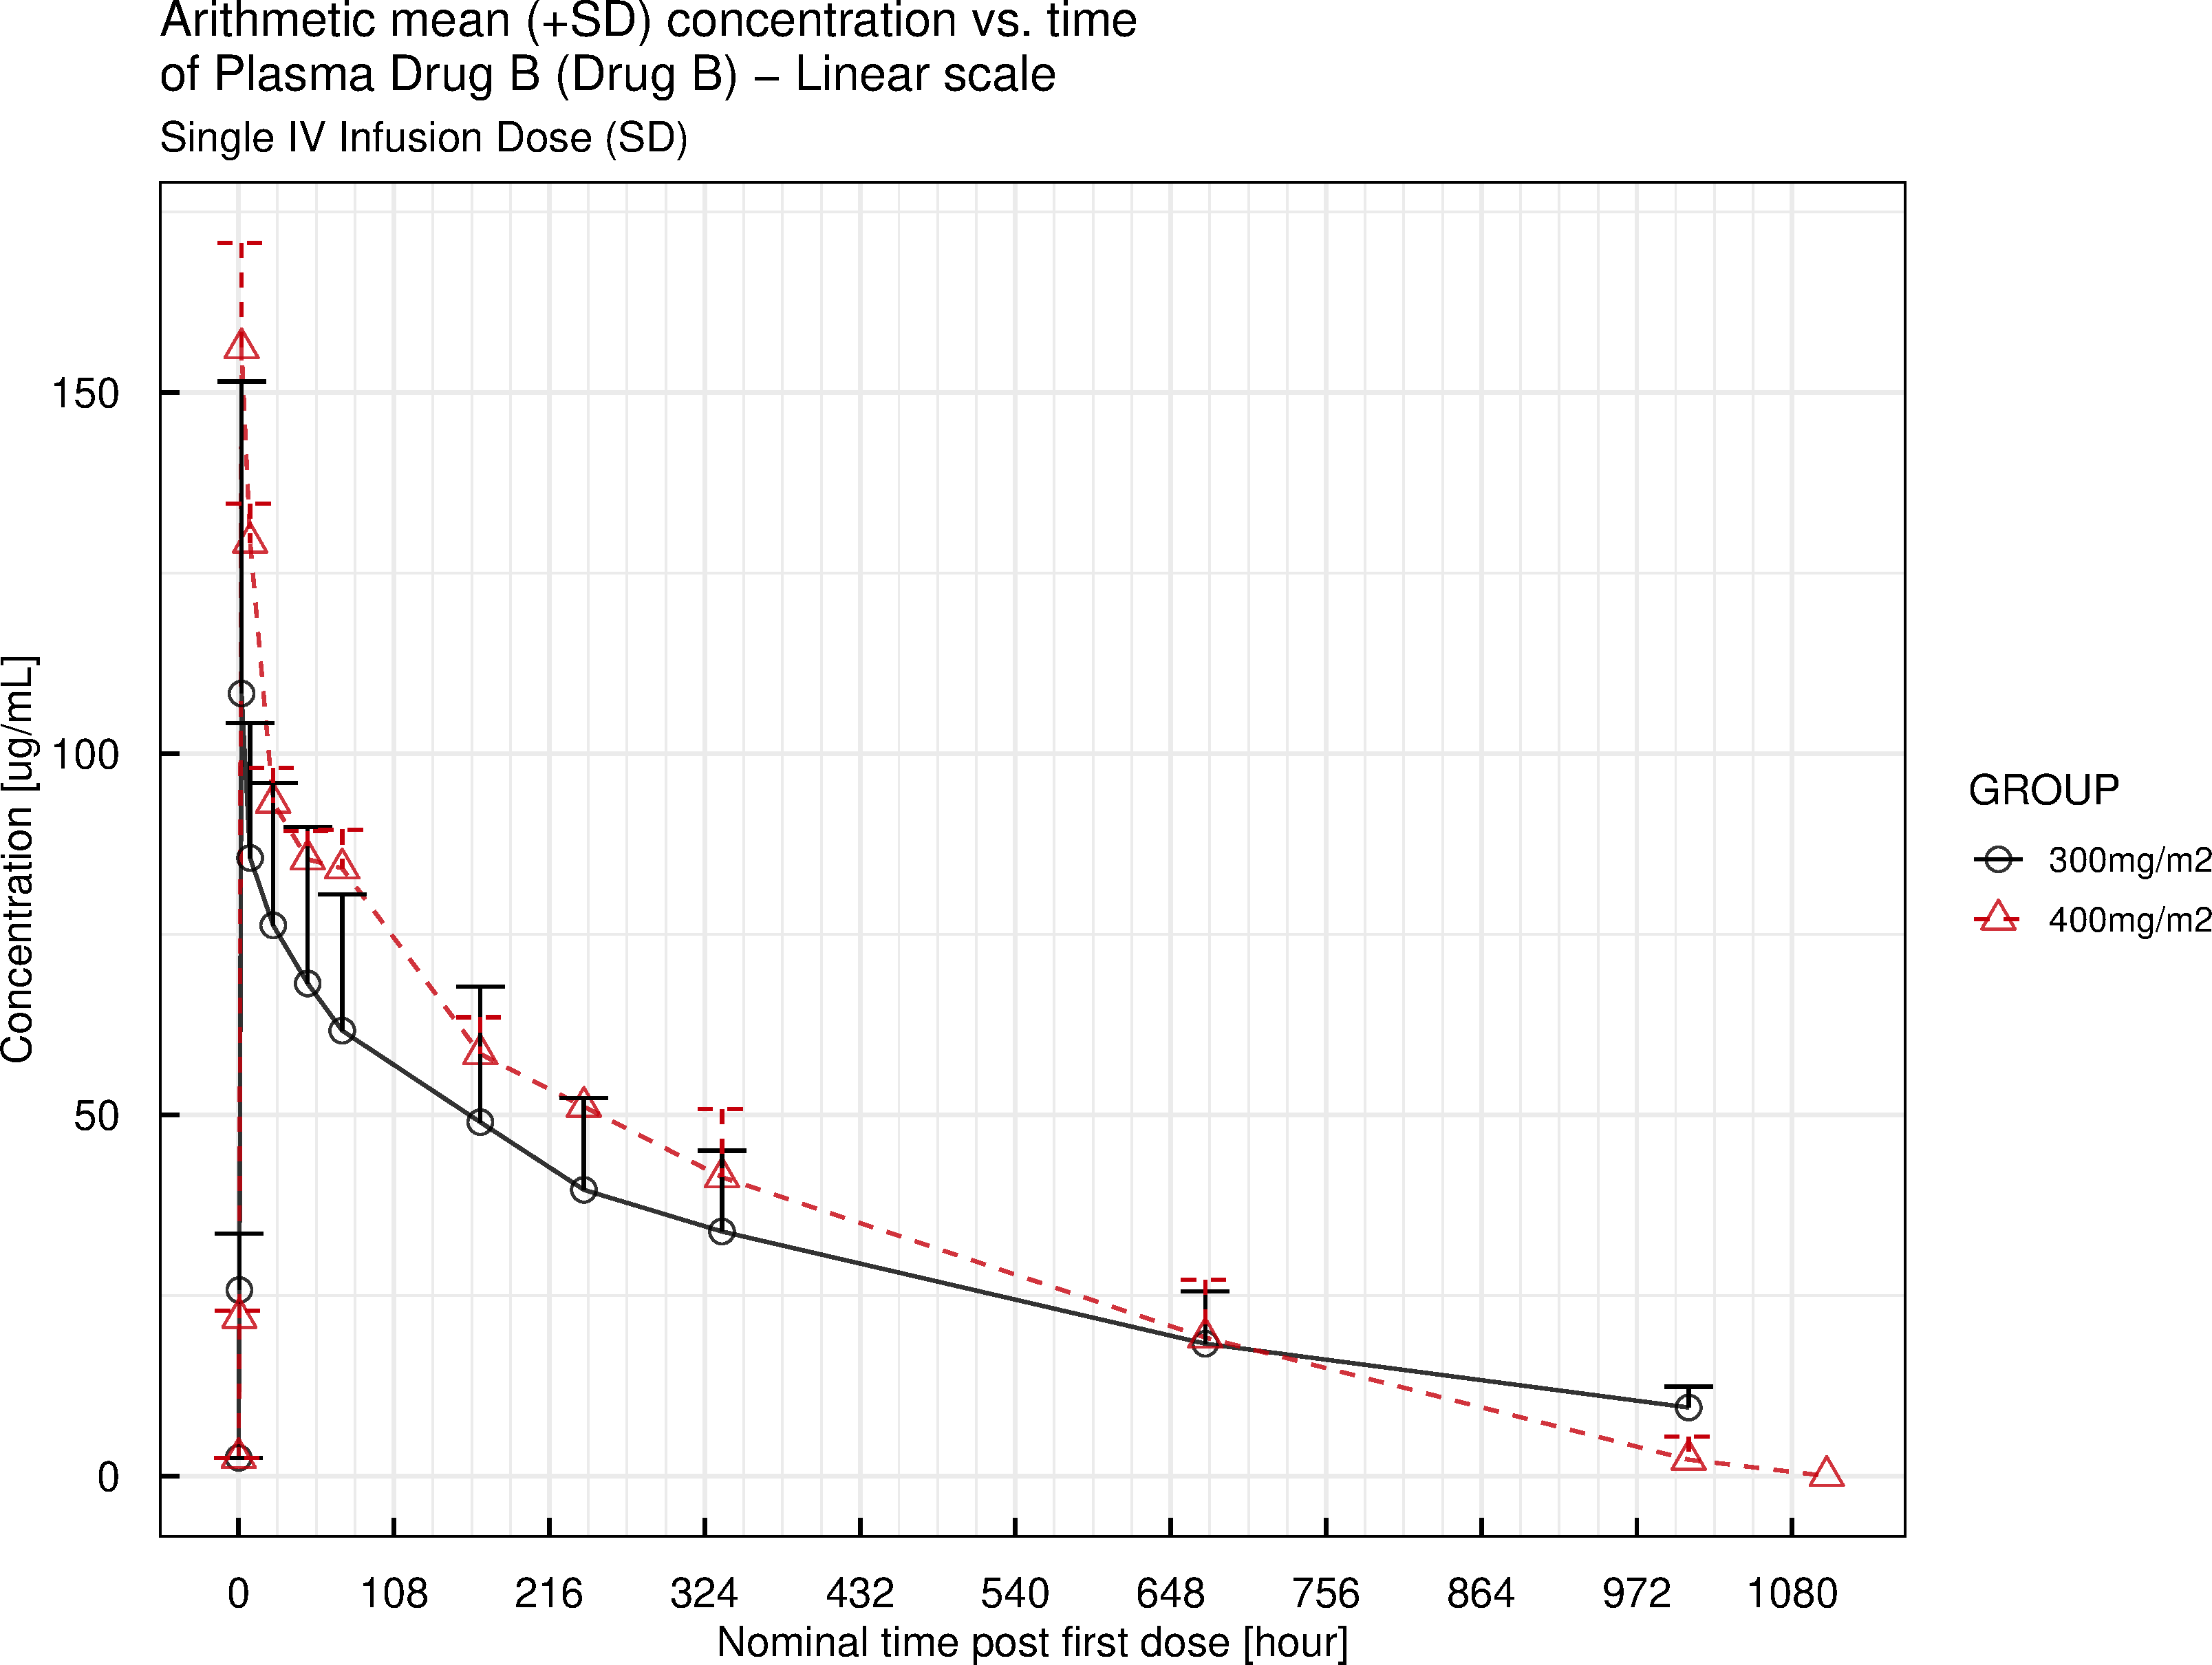 Arithmetic mean (+SD) concentration vs. time
of Plasma Drug B (Drug B) − Linear scale
Single IV Infusion Dose (SD)
Concentration [ug/mL]
150
100
50
0
0 108 216 324 432 540 648 756 864 972 1080
Nominal time post first dose [hour]
GROUP
300mg/m2
400mg/m2